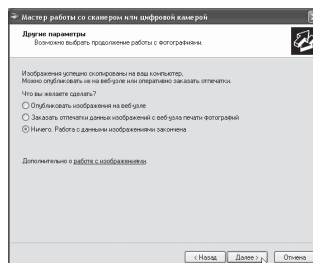 Мастер работы со сканером или цифровой камерой
Другие параметры
Возможно выбрать продолжение работы с фотографиями.
Изображения успешно скопированы на ваш компьютер.
Можно опубликовать их на веб-узле или оперативно заказать отпечатки.
Что вы желаете сделать?
Опубликовать изображения на веб-узле
Заказать отпечатки данных изображений с веб-узла печати фотографий
Ничего. Работа с данными изображениями закончена
Дополнительно о работе с изображениями.
< Назад Далее > Отмена